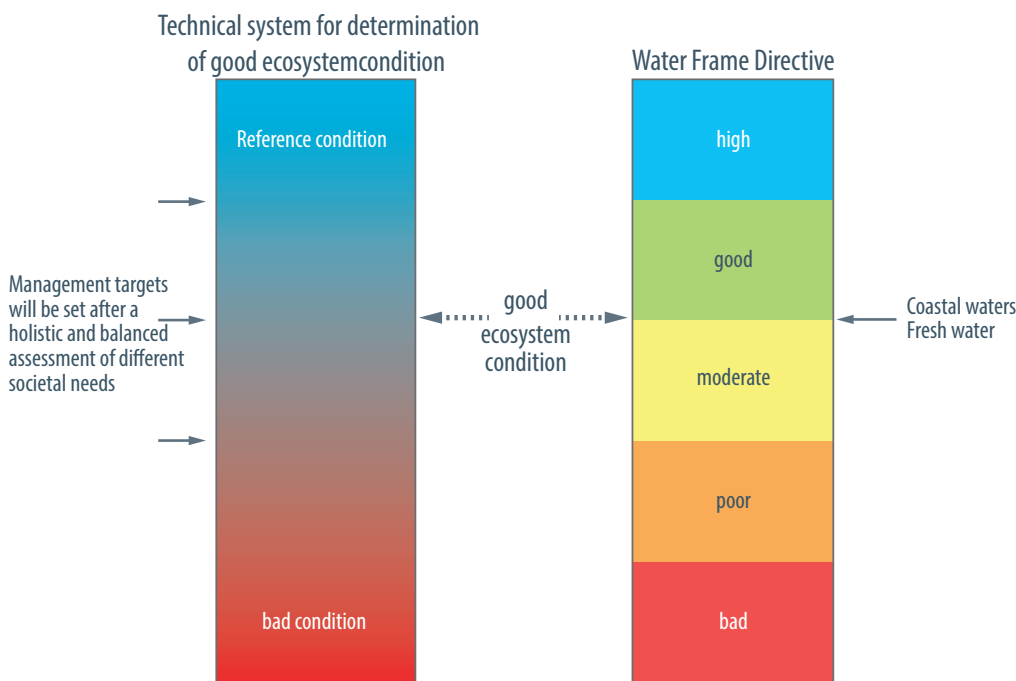 Technical system for determination
of good ecosystemcondition
Reference condition
bad condition
Management targets
will be set after a
holistic and balanced
assessment of different
societal needs
good
ecosystem
condition
Water Frame Directive
high
good
moderate
poor
bad
Coastal waters
Fresh water